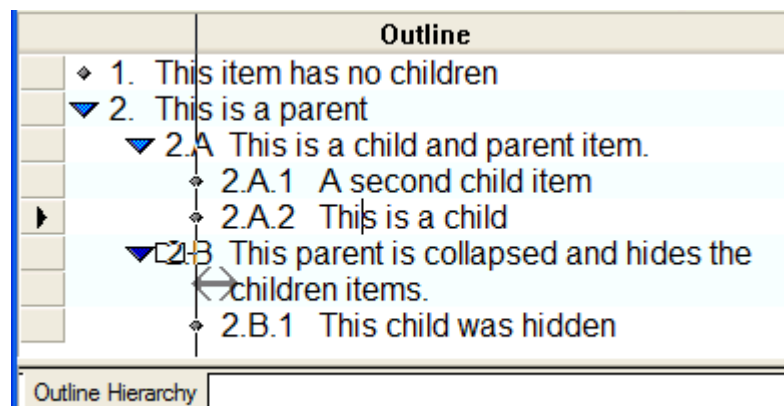 Outline
1. This item has no children
2. This is a parent
2.A This is a child and parent item.
2.A.1 A second child item
2.A.2 This is a child
2.B This parent is collapsed and hides the
children items.
2.B.1 This child was hidden
Outline Hierarchy